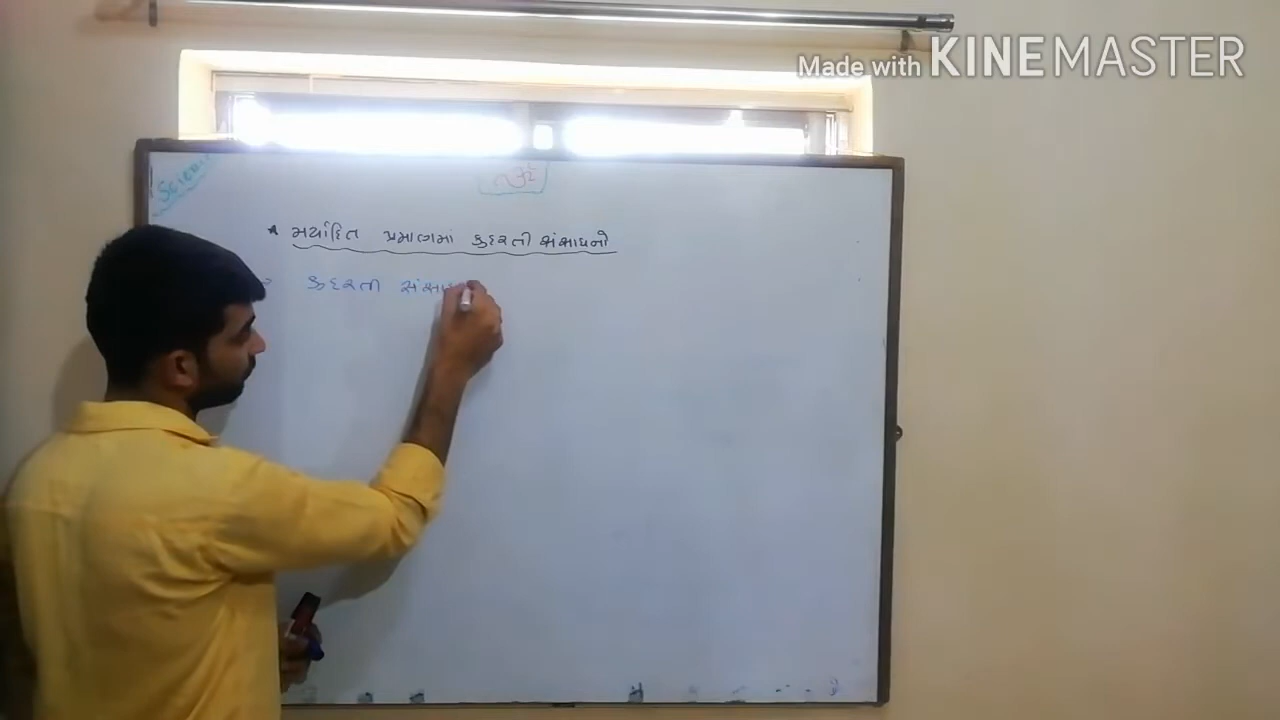 Made with KINEMASTER
Science
ૐ
* મર્યાદિત પ્રમાણમાં કુદરતી સંસાધનો
કુદરતી